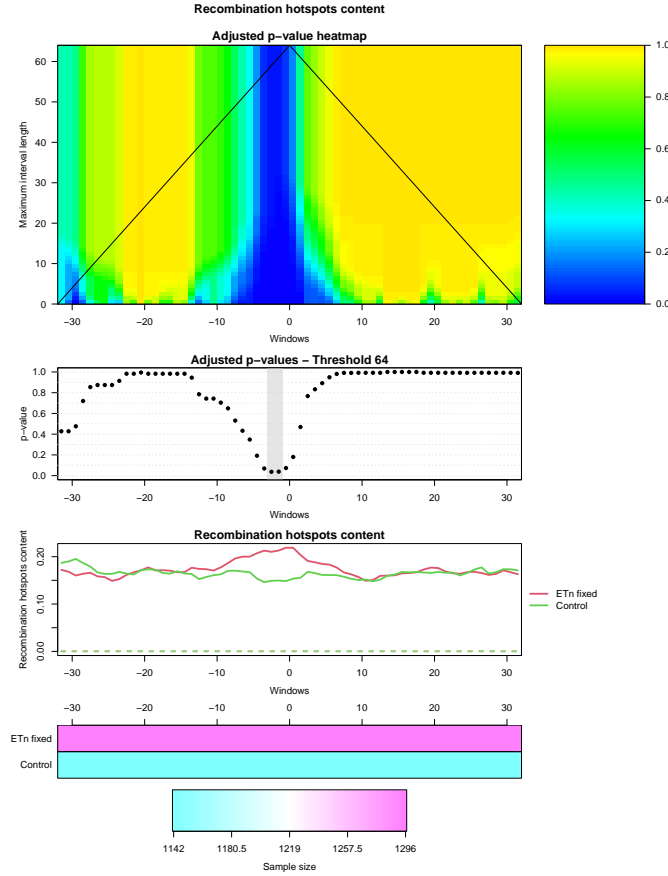 Recombination hotspots content
Adjusted p−value heatmap
Maximum interval length
60
50
40
30
20
10
0
−30 −20 −10 0 10 20 30
Windows
1.0
0.8
0.6
0.4
0.2
0.0
Adjusted p−values − Threshold 64
p−value
1.0
0.8
0.6
0.4
0.2
0.0
−30 −20 −10 0 10 20 30
Windows
Recombination hotspots content
Recombination hotspots content
0.20
0.10
0.00
−30 −20 −10 0 10 20 30
Windows
ETn fixed
Control
−30 −20 −10 0 10 20 30
ETn fixed
Control
1142 1180.5 1219 1257.5 1296
Sample size